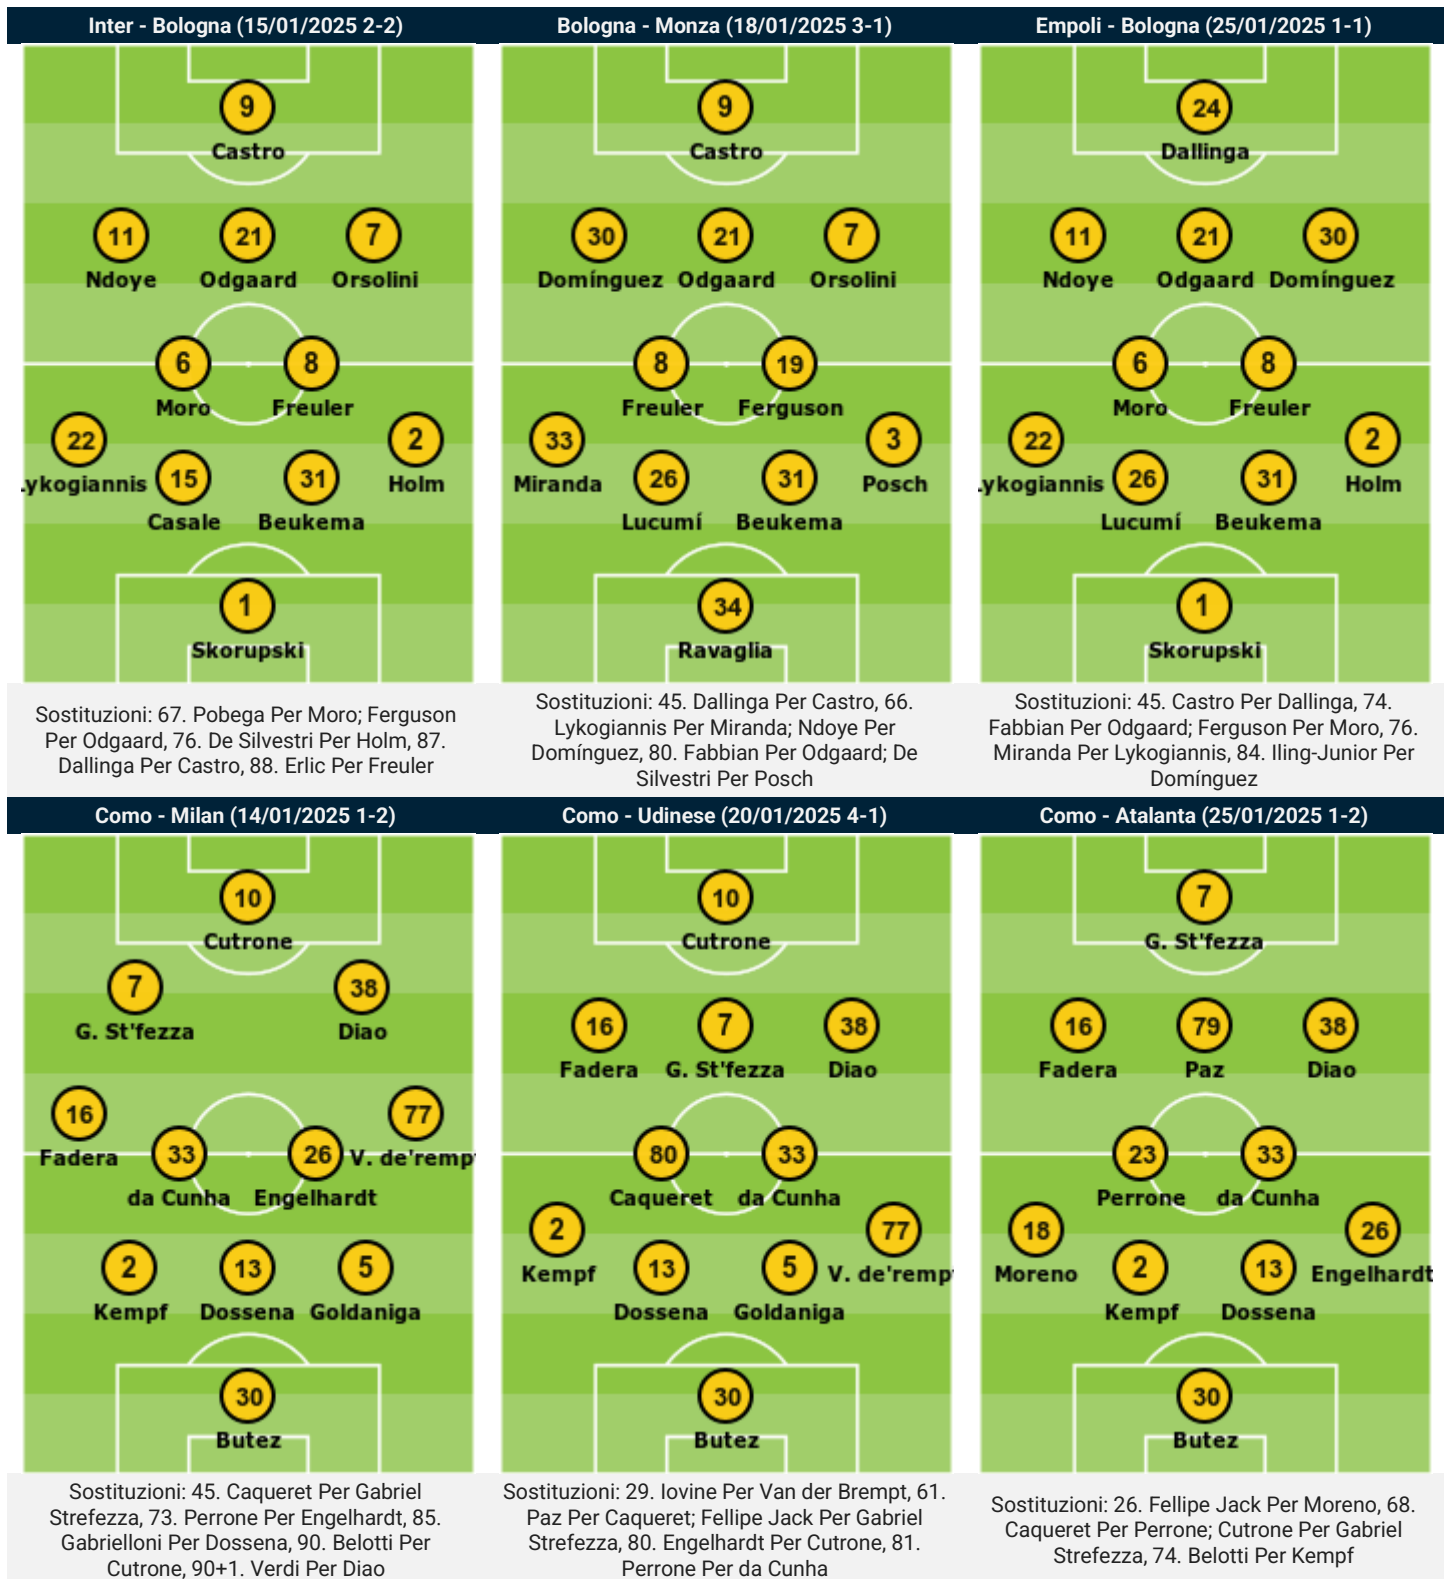 Inter - Bologna (15/01/2025 2-2)
9
Castro
11 21 7
Ndoye Odgaard Orsolini
6 8
Moro Freuler
22 2
Lykogiannis Holm
15 31
Casale Beukema
1
Skorupski
Sostituzioni: 67. Pobega Per Moro; Ferguson
Per Odgaard, 76. De Silvestri Per Holm, 87.
Dallinga Per Castro, 88. Erlic Per Freuler
Bologna - Monza (18/01/2025 3-1)
9
Castro
30 21 7
Domínguez Odgaard Orsolini
8 19
Freuler Ferguson
33 3
Miranda Posch
26 31
Lucumí Beukema
34
Ravaglia
Sostituzioni: 45. Dallinga Per Castro, 66.
Lykogiannis Per Miranda; Ndoye Per
Domínguez, 80. Fabbian Per Odgaard; De
Silvestri Per Posch
Empoli - Bologna (25/01/2025 1-1)
24
Dallinga
11 21 30
Ndoye Odgaard Domínguez
6 8
Moro Freuler
22 2
Lykogiannis Holm
26 31
Lucumí Beukema
1
Skorupski
Sostituzioni: 45. Castro Per Dallinga, 74.
Fabbian Per Odgaard; Ferguson Per Moro, 76.
Miranda Per Lykogiannis, 84. Iling-Junior Per
Domínguez
Como - Milan (14/01/2025 1-2)
10
Cutrone
7 38
G. St'fezza Diao
16 77
Fadera V. de'remp
33 26
da Cunha Engelhardt
2 13 5
Kempf Dossena Goldaniga
30
Butez
Sostituzioni: 45. Caqueret Per Gabriel
Strefezza, 73. Perrone Per Engelhardt, 85.
Gabrielloni Per Dossena, 90. Belotti Per
Cutrone, 90+1. Verdi Per Diao
Como - Udinese (20/01/2025 4-1)
10
Cutrone
16 7 38
Fadera G. St'fezza Diao
80 33
Caqueret da Cunha
2 77
Kempf V. de'remp
13 5
Dossena Goldaniga
30
Butez
Sostituzioni: 29. Iovine Per Van der Brempt, 61.
Paz Per Caqueret; Fellipe Jack Per Gabriel
Strefezza, 80. Engelhardt Per Cutrone, 81.
Perrone Per da Cunha
Como - Atalanta (25/01/2025 1-2)
7
G. St'fezza
16 79 38
Fadera Paz Diao
23 33
Perrone da Cunha
18 26
Moreno Engelhardt
2 13
Kempf Dossena
30
Butez
Sostituzioni: 26. Fellipe Jack Per Moreno, 68.
Caqueret Per Perrone; Cutrone Per Gabriel
Strefezza, 74. Belotti Per Kempf